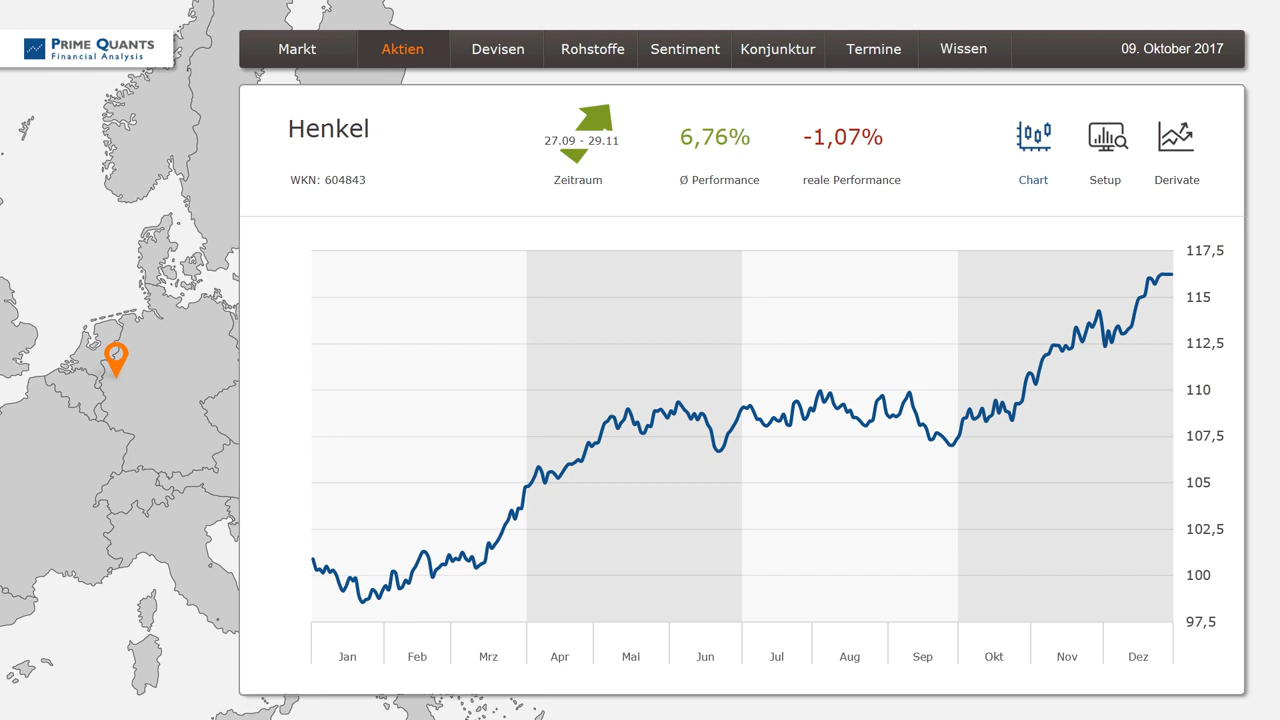 PRIME QUANTS
Financial Analysis
Markt
Aktien
Devisen
Rohstoffe
Sentiment
Konjunktur
Termine
Wissen
09. Oktober 2017
Henkel
WKN: 604843
27.09 - 29.11
Zeitraum
6,76%
Ø Performance
-1,07%
reale Performance
Chart
Setup
Derivate
117,5
115
112,5
110
107,5
105
102,5
100
97,5
Jan
Feb
Mrz
Apr
Mai
Jun
Jul
Aug
Sep
Okt
Nov
Dez